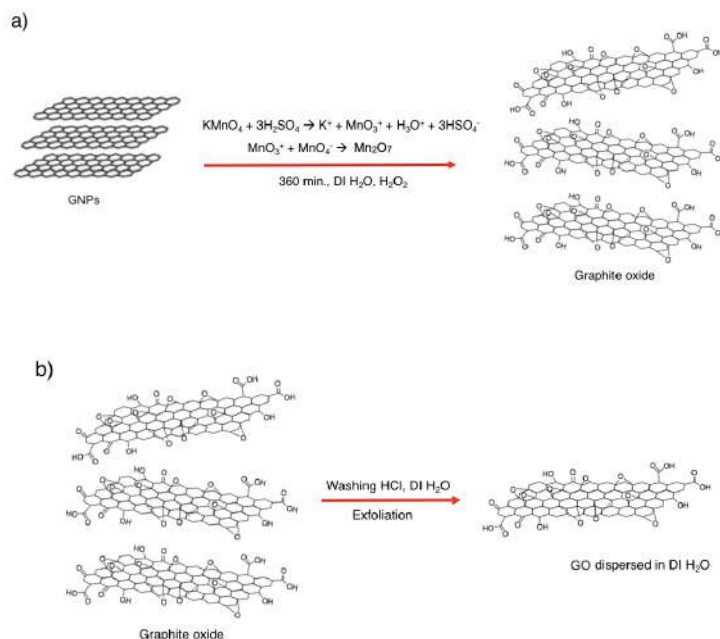 a)
KMnO₄ + 3H₂SO₄ → K⁺ + MnO₃⁺ + H₃O⁺ + 3HSO₄⁻
MnO₃⁺ + MnO₄⁻ → Mn₂O₇
360 min., DI H₂O, H₂O₂
GNPs
Graphite oxide
b)
Washing HCl, DI H₂O
Exfoliation
GO dispersed in DI H₂O
Graphite oxide